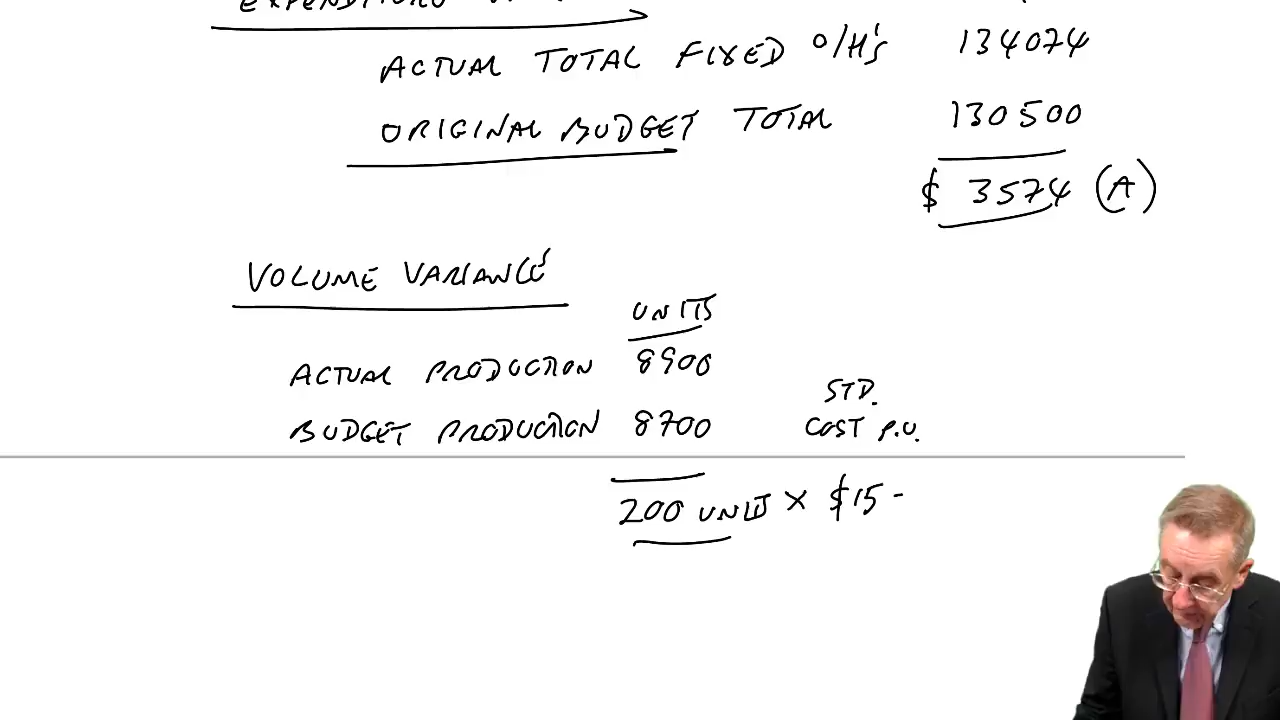 ACTUAL TOTAL FIXED O/H's 134074
ORIGINAL BUDGET TOTAL 130500
$ 3574 (A)
VOLUME VARIANCE
UNITS
ACTUAL PRODUCTION 8900
BUDGET PRODUCTION 8700
STD.
COST P.U.
200 UNITS × $15 -